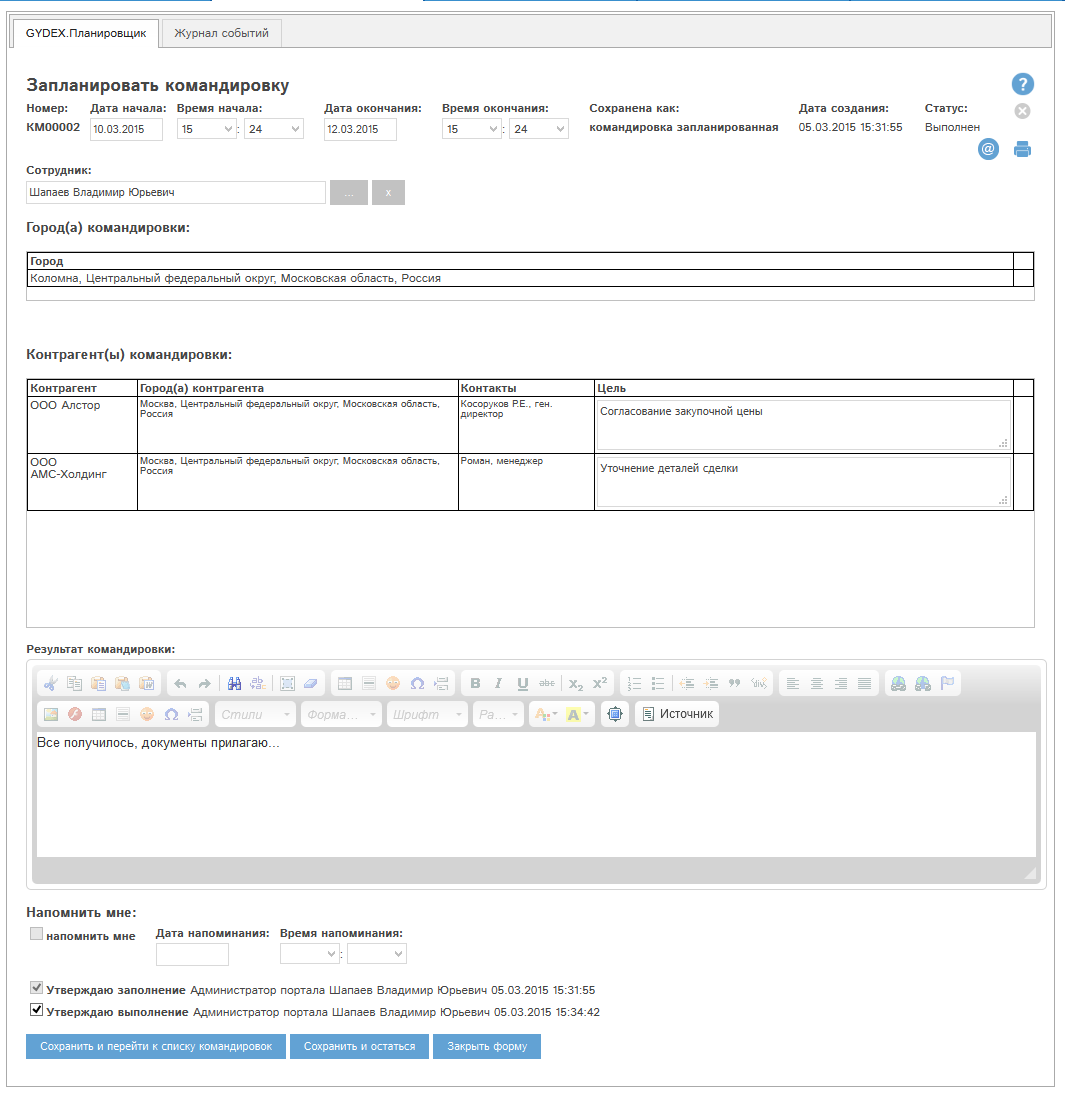 GYDEX.Планировщик Журнал событий
Запланировать командировку
?
Номер: Дата начала: Время начала: Дата окончания: Время окончания: Сохранена как: Дата создания: Статус:
КМ00002 10.03.2015 15 : 24 12.03.2015 15 : 24 командировка запланированная 05.03.2015 15:31:55 Выполнен
@
Сотрудник:
Шапаев Владимир Юрьевич ... x
Город(а) командировки:
Город
Коломна, Центральный федеральный округ, Московская область, Россия
Контрагент(ы) командировки:
Контрагент Город(а) контрагента Контакты Цель
ООО Алстор Москва, Центральный федеральный округ, Московская область, Россия Косоруков Р.Е., ген. директор Согласование закупочной цены
ООО АМС-Холдинг Москва, Центральный федеральный округ, Московская область, Россия Роман, менеджер Уточнение деталей сделки
Результат командировки:
B I U abc X2 X2
Стили Форма... Шрифт Ра... A A Источник
Все получилось, документы прилагаю...
Напомнить мне:
напомнить мне Дата напоминания: Время напоминания:
:
Утверждаю заполнение Администратор портала Шапаев Владимир Юрьевич 05.03.2015 15:31:55
Утверждаю выполнение Администратор портала Шапаев Владимир Юрьевич 05.03.2015 15:34:42
Сохранить и перейти к списку командировок Сохранить и остаться Закрыть форму